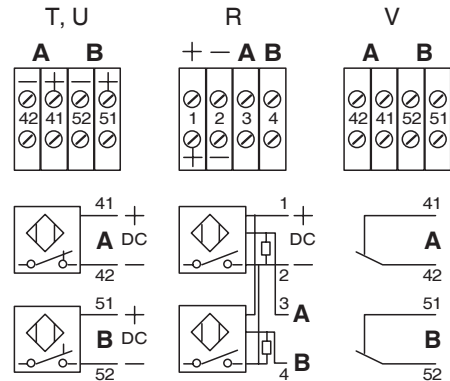 T, U R V
A B + − A B A B
− + − +
42 41 52 51 1 2 3 4 42 41 52 51
+ −
41 + 1 + 41
A DC A
42 − 2 − 42
3 A
51 + 51
B DC B B
52 − 4 52